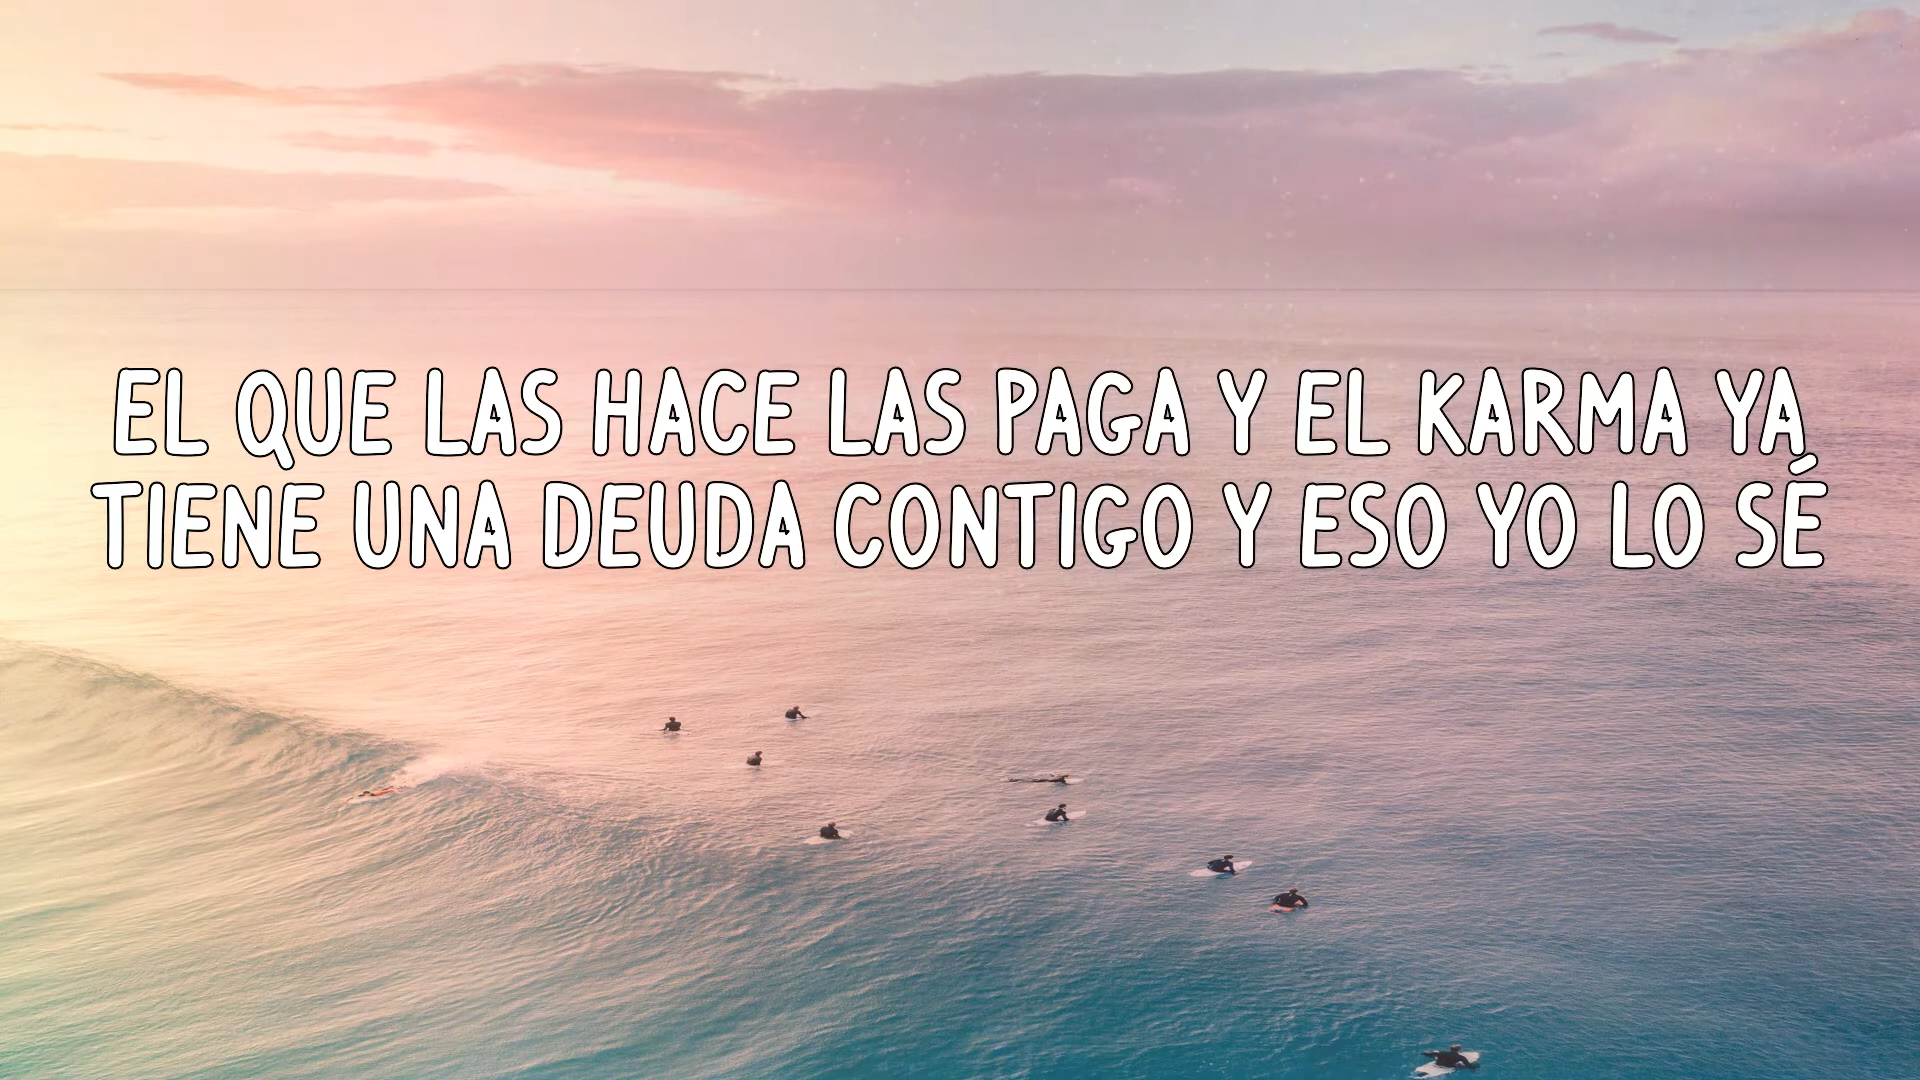 EL QUE LAS HACE LAS PAGA Y EL KARMA YA
TIENE UNA DEUDA CONTIGO Y ESO YO LO SÉ